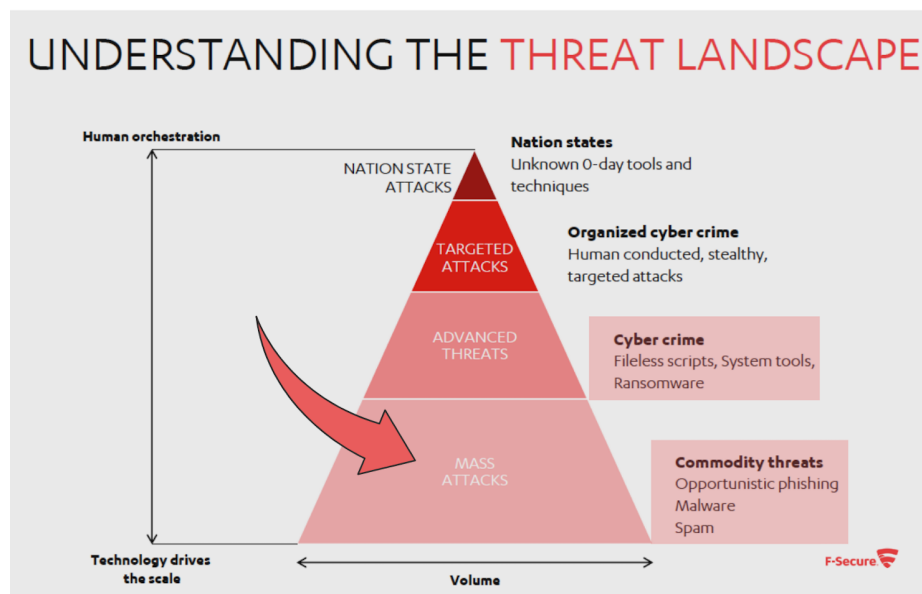 UNDERSTANDING THE THREAT LANDSCAPE
Human orchestration
NATION STATE
ATTACKS
Nation states
Unknown 0-day tools and
techniques
TARGETED
ATTACKS
Organized cyber crime
Human conducted, stealthy,
targeted attacks
ADVANCED
THREATS
Cyber crime
Fileless scripts, System tools,
Ransomware
MASS
ATTACKS
Commodity threats
Opportunistic phishing
Malware
Spam
Technology drives
the scale
Volume
F-Secure